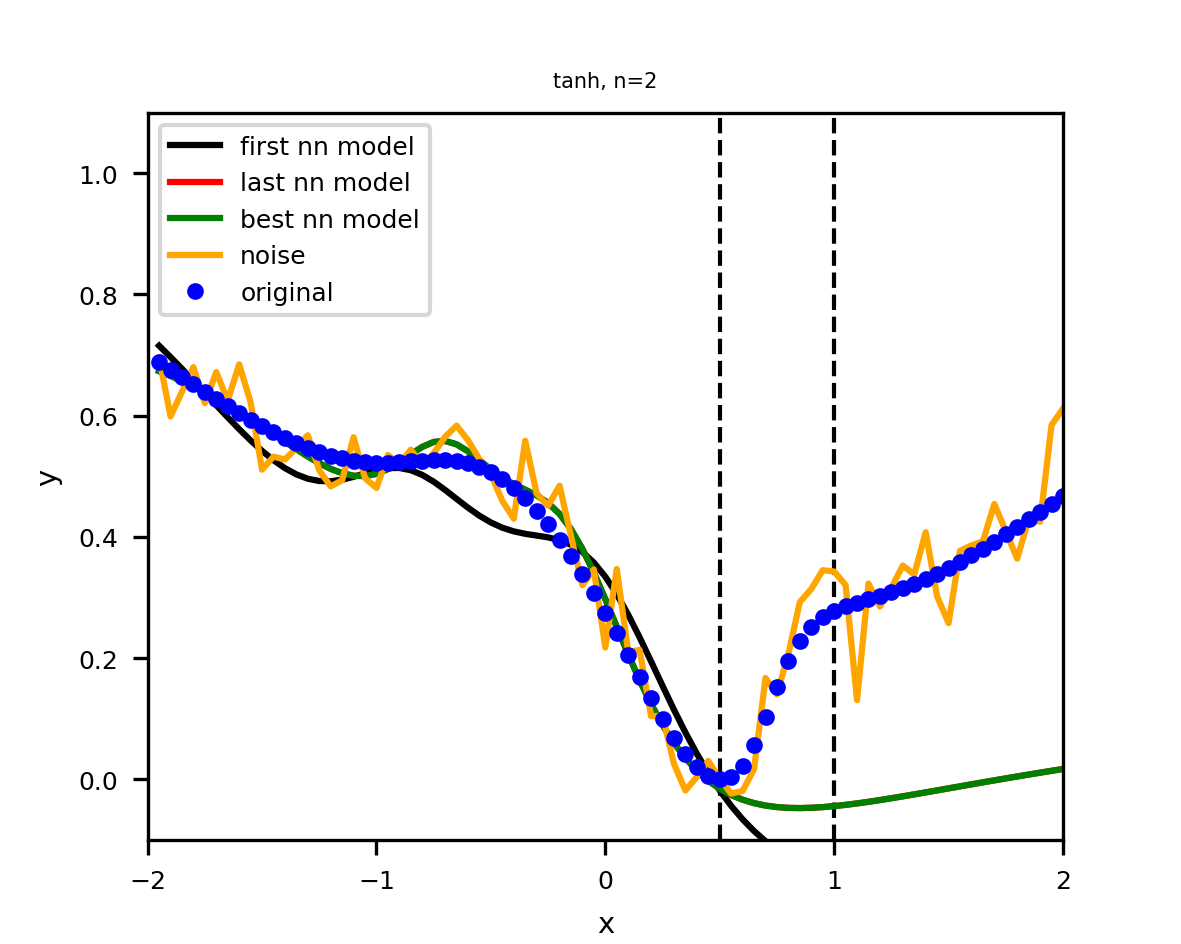 tanh, n=2
first nn model
last nn model
best nn model
noise
original
1.0
0.8
0.6
0.4
0.2
0.0
y
−2 −1 0 1 2
x